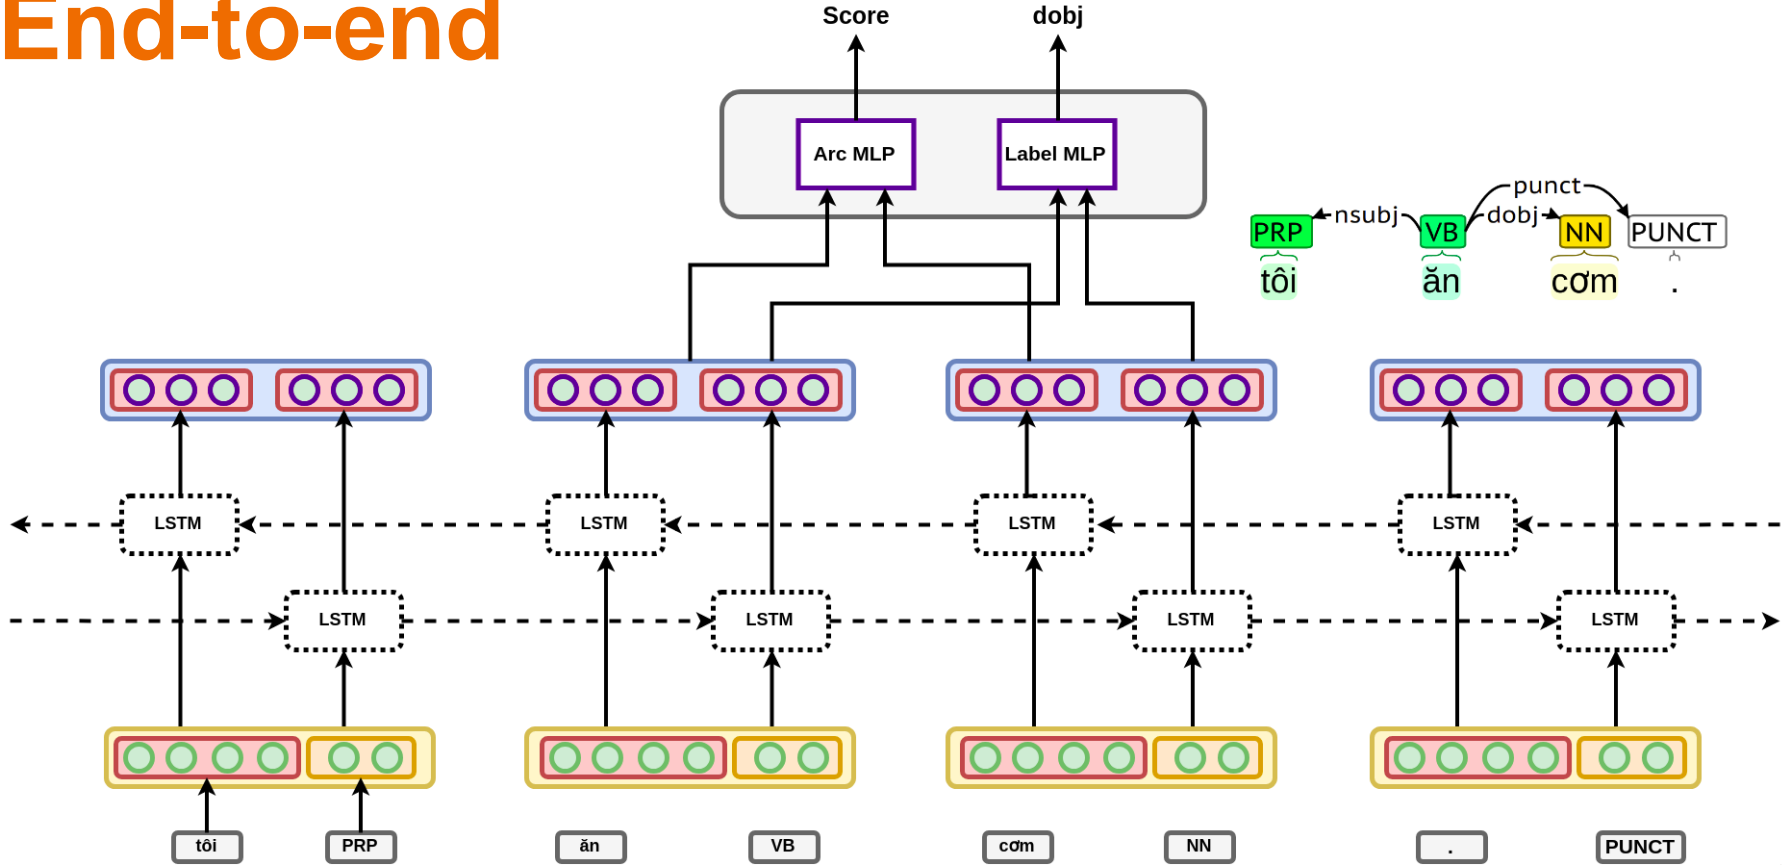 End-to-end
Score dobj
Arc MLP Label MLP
punct
nsubj dobj
PRP VB NN PUNCT
tôi ăn cơm .
LSTM LSTM LSTM LSTM
LSTM LSTM LSTM LSTM
tôi PRP ăn VB cơm NN . PUNCT